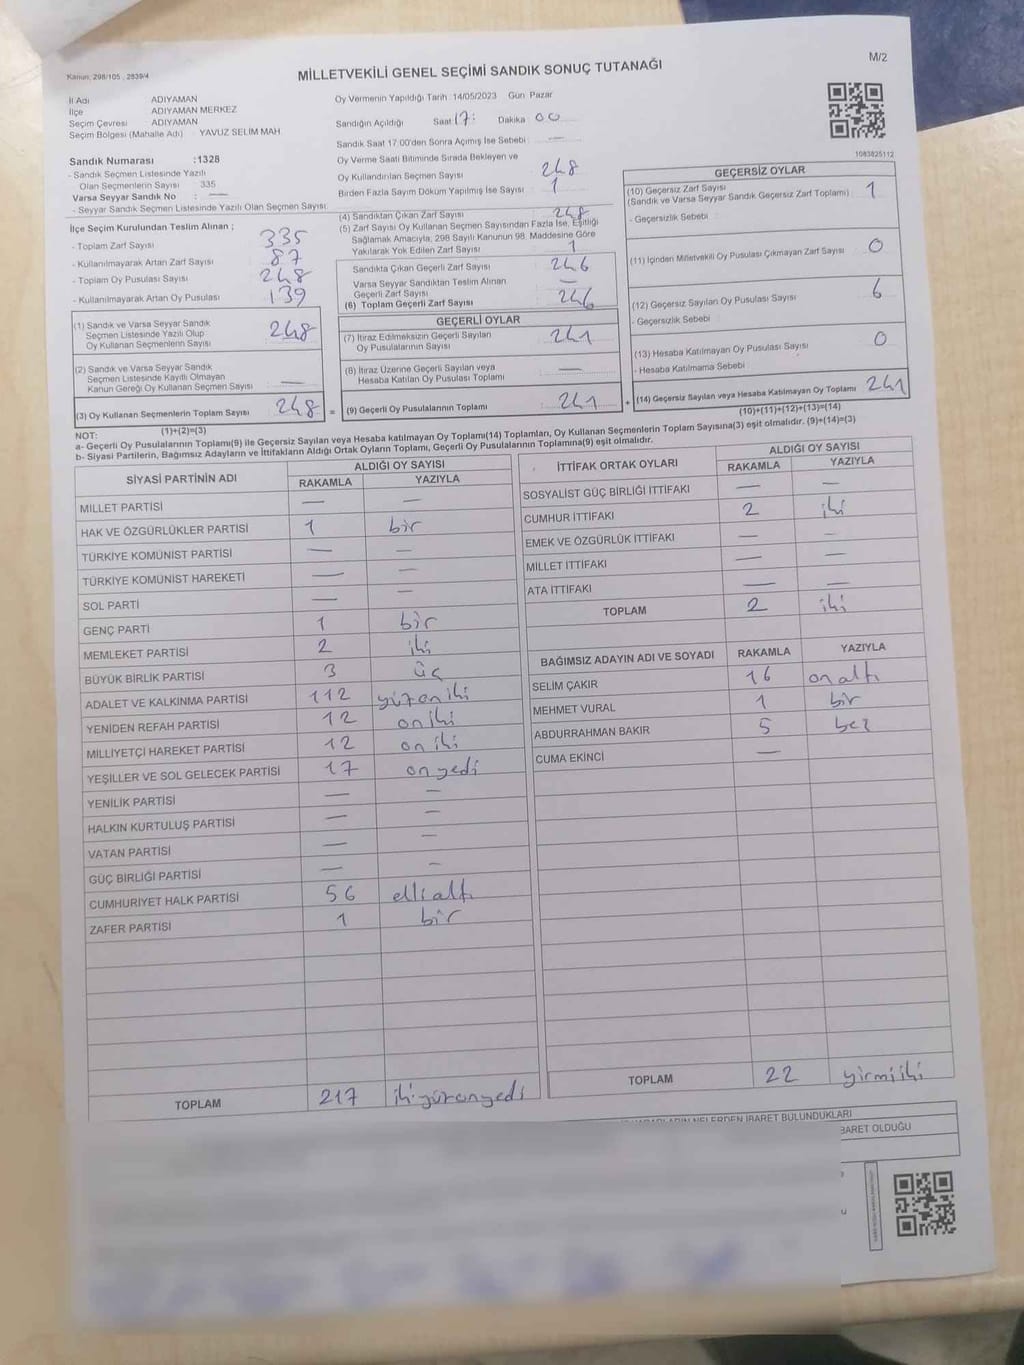 Kanun: 298/105 , 2839/4
M/2
MİLLETVEKİLİ GENEL SEÇİMİ SANDIK SONUÇ TUTANAĞI
İl Adı ADIYAMAN
İlçe ADIYAMAN MERKEZ
Seçim Çevresi ADIYAMAN
Seçim Bölgesi (Mahalle Adı) YAVUZ SELİM MAH
Sandık Numarası :1328
- Sandık Seçmen Listesinde Yazılı
Olan Seçmenlerin Sayısı 335
Varsa Seyyar Sandık No : —
- Seyyar Sandık Seçmen Listesinde Yazılı Olan Seçmen Sayısı:
Oy Vermenin Yapıldığı Tarih :14/05/2023 Gün Pazar
Sandığın Açıldığı Saat 17: Dakika 00
Sandık Saat 17.00'den Sonra Açımış İse Sebebi : —
Oy Verme Saati Bitiminde Sırada Bekleyen ve
Oy Kullandırılan Seçmen Sayısı 248
Birden Fazla Sayım Döküm Yapılmış İse Sayısı 1
1083825112
İlçe Seçim Kurulundan Teslim Alınan ;
- Toplam Zarf Sayısı 335
- Kullanılmayarak Artan Zarf Sayısı 87
- Toplam Oy Pusulası Sayısı 248
- Kullanılmayarak Artan Oy Pusulası 139
(4) Sandıktan Çıkan Zarf Sayısı 248
(5) Zarf Sayısı Oy Kullanan Seçmen Sayısından Fazla İse, Eşitliği
Sağlamak Amacıyla, 298 Sayılı Kanunun 98. Maddesine Göre
Yakılarak Yok Edilen Zarf Sayısı 1
Sandıkta Çıkan Geçerli Zarf Sayısı 246
Varsa Seyyar Sandıktan Teslim Alınan
Geçerli Zarf Sayısı —
(6) Toplam Geçerli Zarf Sayısı 246
GEÇERSİZ OYLAR
(10) Geçersiz Zarf Sayısı 1
(Sandık ve Varsa Seyyar Sandık Geçersiz Zarf Toplamı)
- Geçersizlik Sebebi
(11) İçinden Milletvekili Oy Pusulası Çıkmayan Zarf Sayısı 0
(12) Geçersiz Sayılan Oy Pusulası Sayısı 6
- Geçersizlik Sebebi
(13) Hesaba Katılmayan Oy Pusulası Sayısı 0
- Hesaba Katılmama Sebebi
(1) Sandık ve Varsa Seyyar Sandık
Seçmen Listesinde Yazılı Olup
Oy Kullanan Seçmenlerin Sayısı 248
(2) Sandık ve Varsa Seyyar Sandık
Seçmen Listesinde Kayıtlı Olmayan
Kanun Gereği Oy Kullanan Seçmen Sayısı —
(3) Oy Kullanan Seçmenlerin Toplam Sayısı 248 =
(1)+(2)=(3)
GEÇERLİ OYLAR
(7) İtiraz Edilmeksizin Geçerli Sayılan
Oy Pusulalarının Sayısı 241
(8) İtiraz Üzerine Geçerli Sayılan veya
Hesaba Katılan Oy Pusulası Toplamı —
(9) Geçerli Oy Pusulalarının Toplamı 241 +
(14) Geçersiz Sayılan veya Hesaba Katılmayan Oy Toplamı 241
(10)+(11)+(12)+(13)=(14)
NOT:
a- Geçerli Oy Pusulalarının Toplamı(9) ile Geçersiz Sayılan veya Hesaba katılmayan Oy Toplamı(14) Toplamları, Oy Kullanan Seçmenlerin Toplam Sayısına(3) eşit olmalıdır. (9)+(14)=(3)
b- Siyasi Partilerin, Bağımsız Adayların ve İttifakların Aldığı Ortak Oyların Toplamı, Geçerli Oy Pusulalarının Toplamına(9) eşit olmalıdır.
SİYASİ PARTİNİN ADI ALDIĞI OY SAYISI
RAKAMLA YAZIYLA
MİLLET PARTİSİ — —
HAK VE ÖZGÜRLÜKLER PARTİSİ 1 bir
TÜRKİYE KOMÜNİST PARTİSİ — —
TÜRKİYE KOMÜNİST HAREKETİ — —
SOL PARTİ — —
GENÇ PARTİ 1 bir
MEMLEKET PARTİSİ 2 iki
BÜYÜK BİRLİK PARTİSİ 3 üç
ADALET VE KALKINMA PARTİSİ 112 yüzoniki
YENİDEN REFAH PARTİSİ 12 oniki
MİLLİYETÇİ HAREKET PARTİSİ 12 on iki
YEŞİLLER VE SOL GELECEK PARTİSİ 17 onyedi
YENİLİK PARTİSİ — —
HALKIN KURTULUŞ PARTİSİ — —
VATAN PARTİSİ — —
GÜÇ BİRLİĞİ PARTİSİ — —
CUMHURİYET HALK PARTİSİ 56 ellialtı
ZAFER PARTİSİ 1 bir
TOPLAM 217 ikiyüzonyedi
İTTİFAK ORTAK OYLARI ALDIĞI OY SAYISI
RAKAMLA YAZIYLA
SOSYALİST GÜÇ BİRLİĞİ İTTİFAKI — —
CUMHUR İTTİFAKI 2 iki
EMEK VE ÖZGÜRLÜK İTTİFAKI — —
MİLLET İTTİFAKI — —
ATA İTTİFAKI — —
TOPLAM 2 iki
BAĞIMSIZ ADAYIN ADI VE SOYADI RAKAMLA YAZIYLA
SELİM ÇAKIR 16 onaltı
MEHMET VURAL 1 bir
ABDURRAHMAN BAKIR 5 beş
CUMA EKİNCİ —
TOPLAM 22 yirmiiki
NELERDEN İBARET BULUNDUKLARI
BARET OLDUĞU